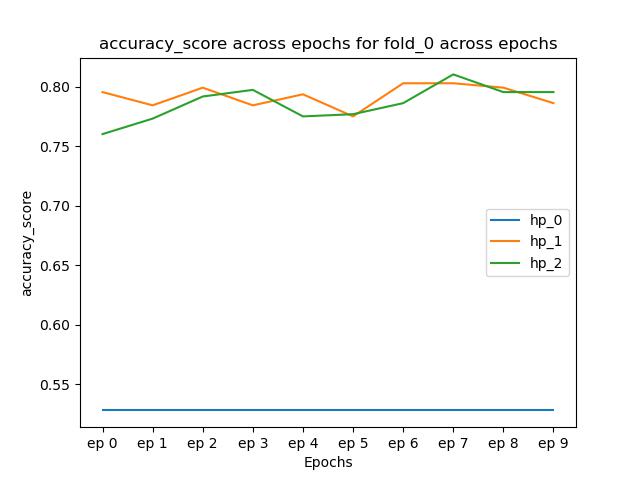 accuracy_score across epochs for fold_0 across epochs
accuracy_score
0.80
0.75
0.70
0.65
0.60
0.55
hp_0
hp_1
hp_2
ep 0 ep 1 ep 2 ep 3 ep 4 ep 5 ep 6 ep 7 ep 8 ep 9
Epochs